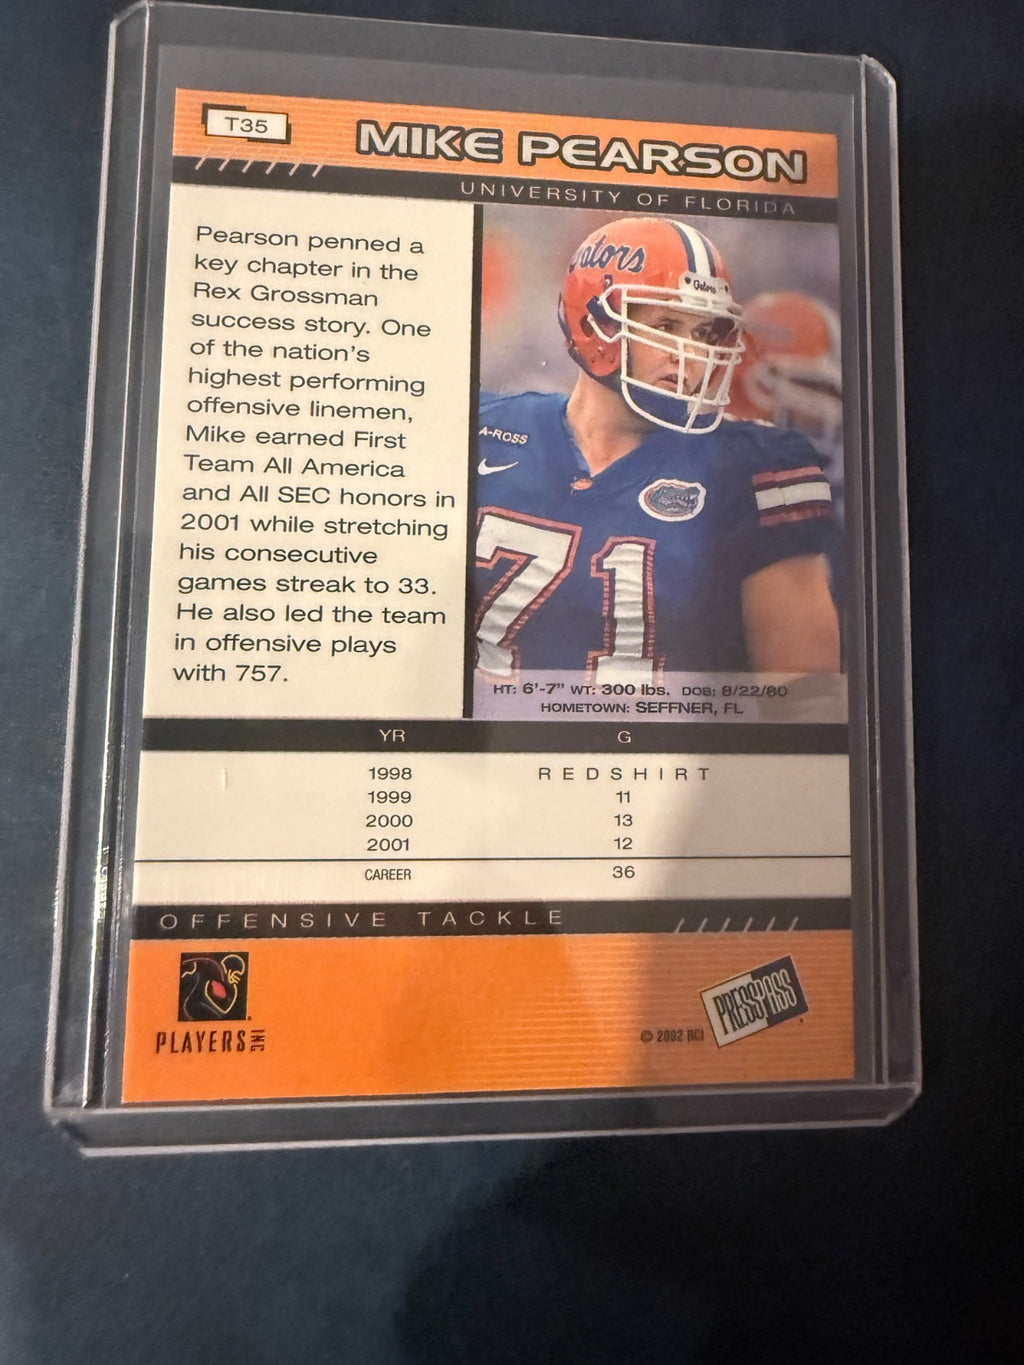 T35
MIKE PEARSON
UNIVERSITY OF FLORIDA
Pearson penned a
key chapter in the
Rex Grossman
success story. One
of the nation's
highest performing
offensive linemen,
Mike earned First
Team All America
and All SEC honors in
2001 while stretching
his consecutive
games streak to 33.
He also led the team
in offensive plays
with 757.
Gators
Gators
A-ROSS
71
HT: 6'-7" WT: 300 lbs. DOB: 8/22/80
HOMETOWN: SEFFNER, FL
YR G
1998 REDSHIRT
1999 11
2000 13
2001 12
CAREER 36
OFFENSIVE TACKLE
PLAYERS INC
© 2002 RCI
PRESS PASS